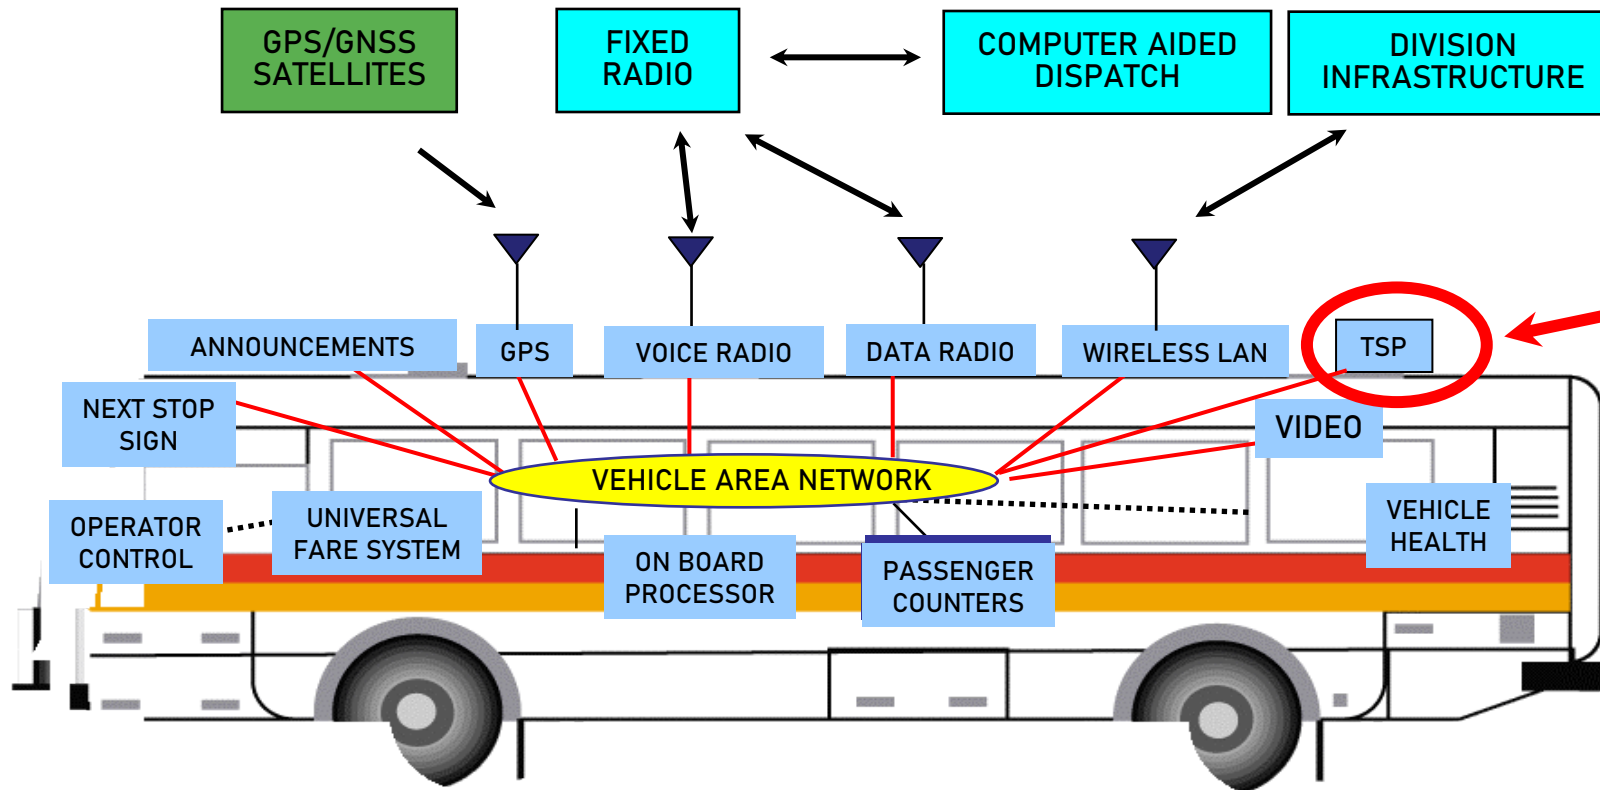 GPS/GNSS
SATELLITES
FIXED
RADIO
COMPUTER AIDED
DISPATCH
DIVISION
INFRASTRUCTURE
ANNOUNCEMENTS
GPS
VOICE RADIO
DATA RADIO
WIRELESS LAN
TSP
NEXT STOP
SIGN
VIDEO
VEHICLE AREA NETWORK
OPERATOR
CONTROL
UNIVERSAL
FARE SYSTEM
ON BOARD
PROCESSOR
PASSENGER
COUNTERS
VEHICLE
HEALTH